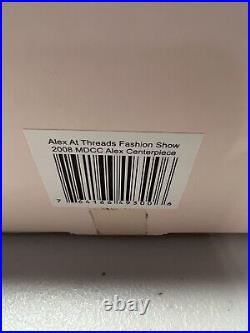 Alex At Threads Fashion Show
2008 MDCC Alex Centerpiece